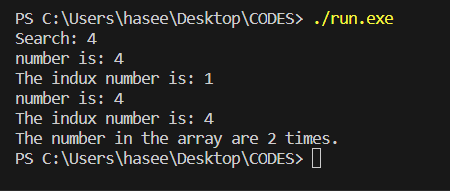 PS C:\Users\hasee\Desktop\CODES> ./run.exe
Search: 4
number is: 4
The indux number is: 1
number is: 4
The indux number is: 4
The number in the array are 2 times.
PS C:\Users\hasee\Desktop\CODES>